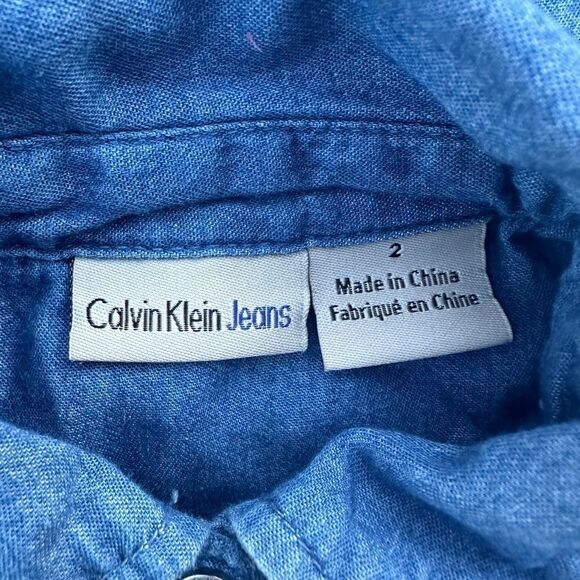 Calvin Klein Jeans
2
Made in China
Fabriqué en Chine